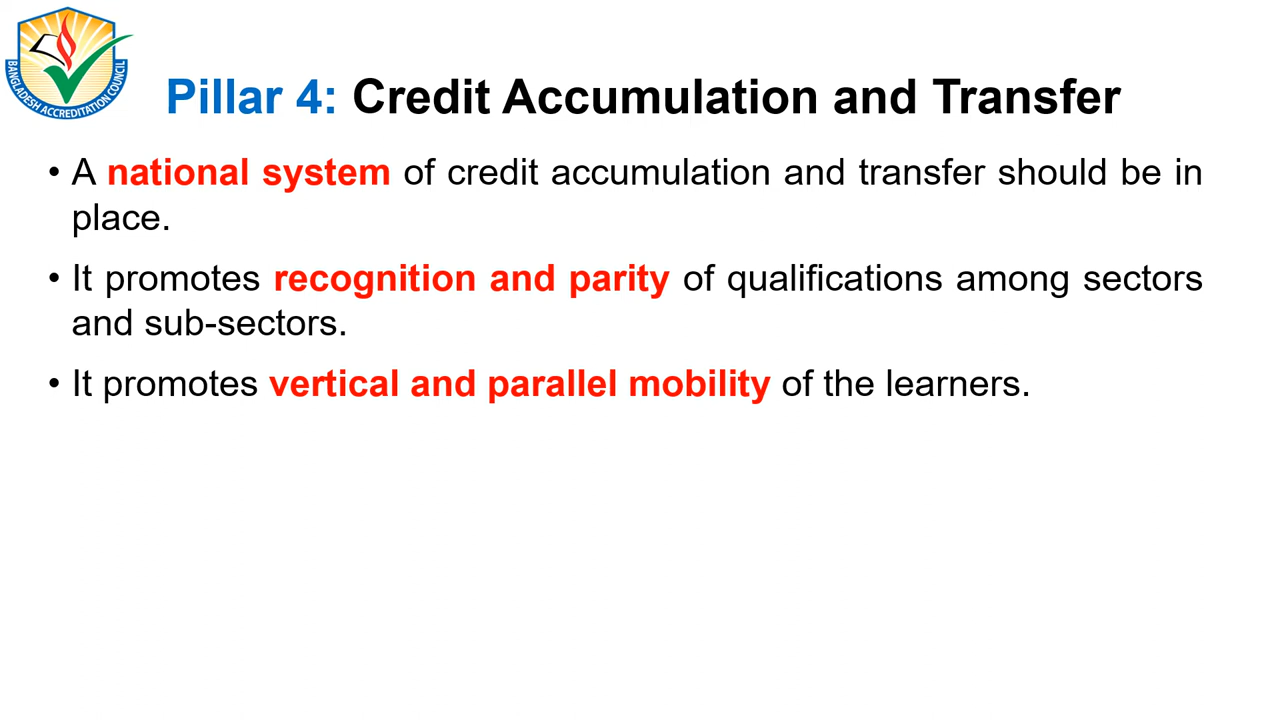 BANGLADESH ACCREDITATION COUNCIL
Pillar 4: Credit Accumulation and Transfer
• A national system of credit accumulation and transfer should be in
place.
• It promotes recognition and parity of qualifications among sectors
and sub-sectors.
• It promotes vertical and parallel mobility of the learners.